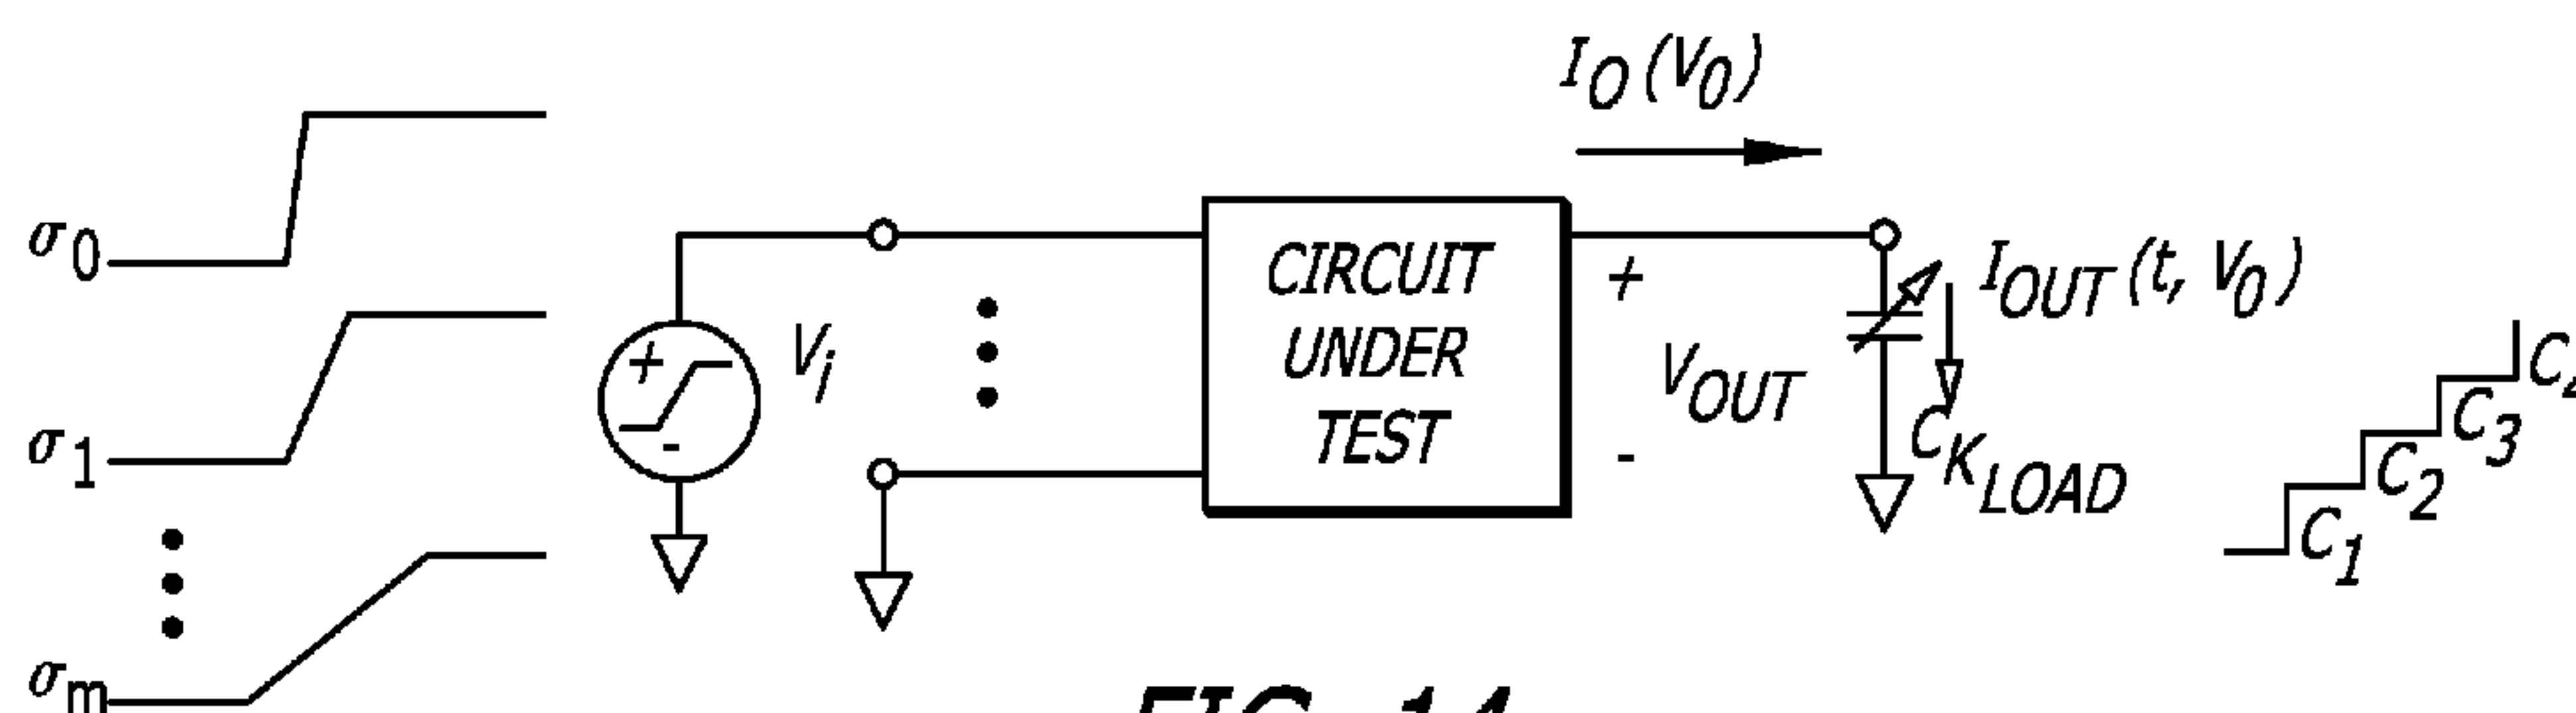 I_O (V_0)
σ_0
CIRCUIT
UNDER
TEST
+
-
V_i
+
V_OUT
-
I_OUT (t, V_0)
C_K_LOAD
σ_1
C_1
C_2
C_3
σ_m